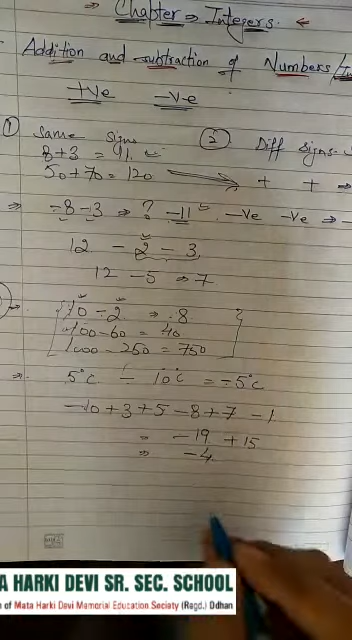 ⇒ Chapter ⇒ Integers. ←
Addition and subtraction of Numbers/
+ve -ve
① Same Signs
8+3 = 11
50+70 = 120
② Diff signs
+ + ⇒
⇒ -8-3 ⇒ ? -11 -ve -ve ⇒ -
12 - 2 - 3
12 - 5 ⇒ 7
10 - 2 ⇒ 8
100-60 = 40
1000 - 250 = 750
⇒ 5°C - 10°C = -5°C
-10+3+5-8+7-1
= -19+15
⇒ -4
A HARKI DEVI SR. SEC. SCHOOL
n of Mata Harki Devi Memorial Education Society (Regd.) Odhan